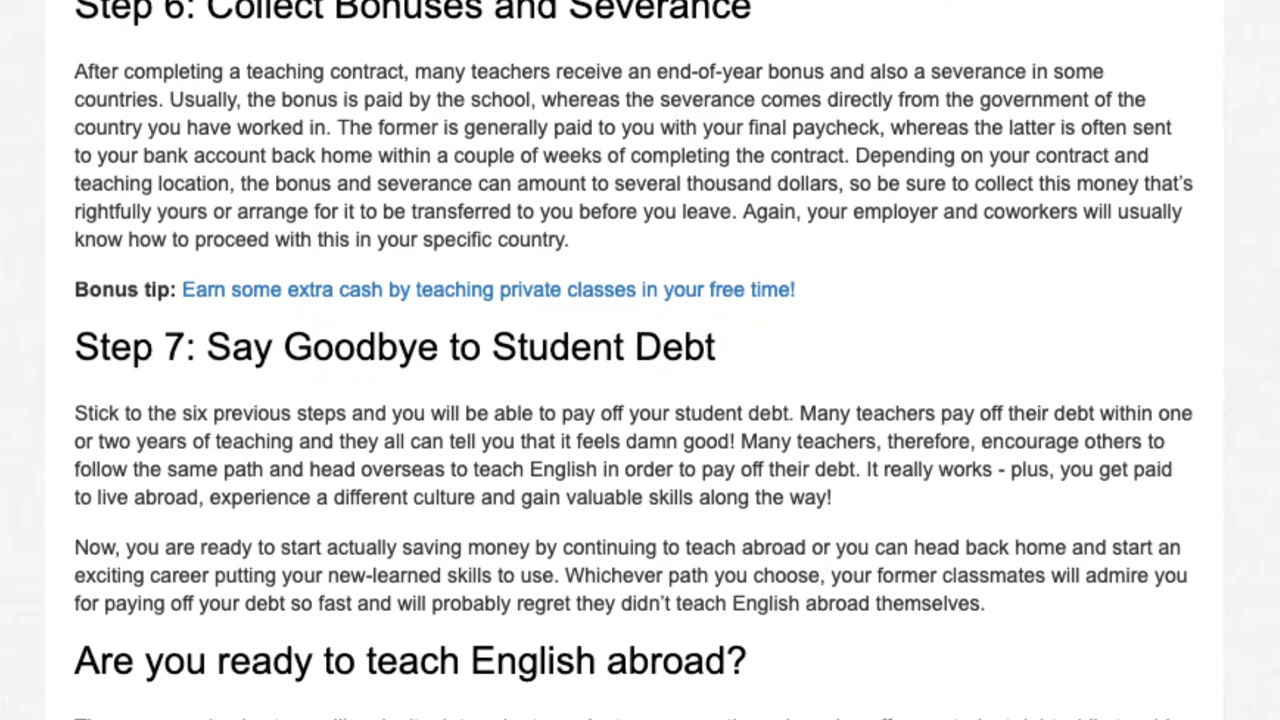 Step 6: Collect Bonuses and Severance
After completing a teaching contract, many teachers receive an end-of-year bonus and also a severance in some
countries. Usually, the bonus is paid by the school, whereas the severance comes directly from the government of the
country you have worked in. The former is generally paid to you with your final paycheck, whereas the latter is often sent
to your bank account back home within a couple of weeks of completing the contract. Depending on your contract and
teaching location, the bonus and severance can amount to several thousand dollars, so be sure to collect this money that’s
rightfully yours or arrange for it to be transferred to you before you leave. Again, your employer and coworkers will usually
know how to proceed with this in your specific country.
Bonus tip: Earn some extra cash by teaching private classes in your free time!
Step 7: Say Goodbye to Student Debt
Stick to the six previous steps and you will be able to pay off your student debt. Many teachers pay off their debt within one
or two years of teaching and they all can tell you that it feels damn good! Many teachers, therefore, encourage others to
follow the same path and head overseas to teach English in order to pay off their debt. It really works - plus, you get paid
to live abroad, experience a different culture and gain valuable skills along the way!
Now, you are ready to start actually saving money by continuing to teach abroad or you can head back home and start an
exciting career putting your new-learned skills to use. Whichever path you choose, your former classmates will admire you
for paying off your debt so fast and will probably regret they didn’t teach English abroad themselves.
Are you ready to teach English abroad?